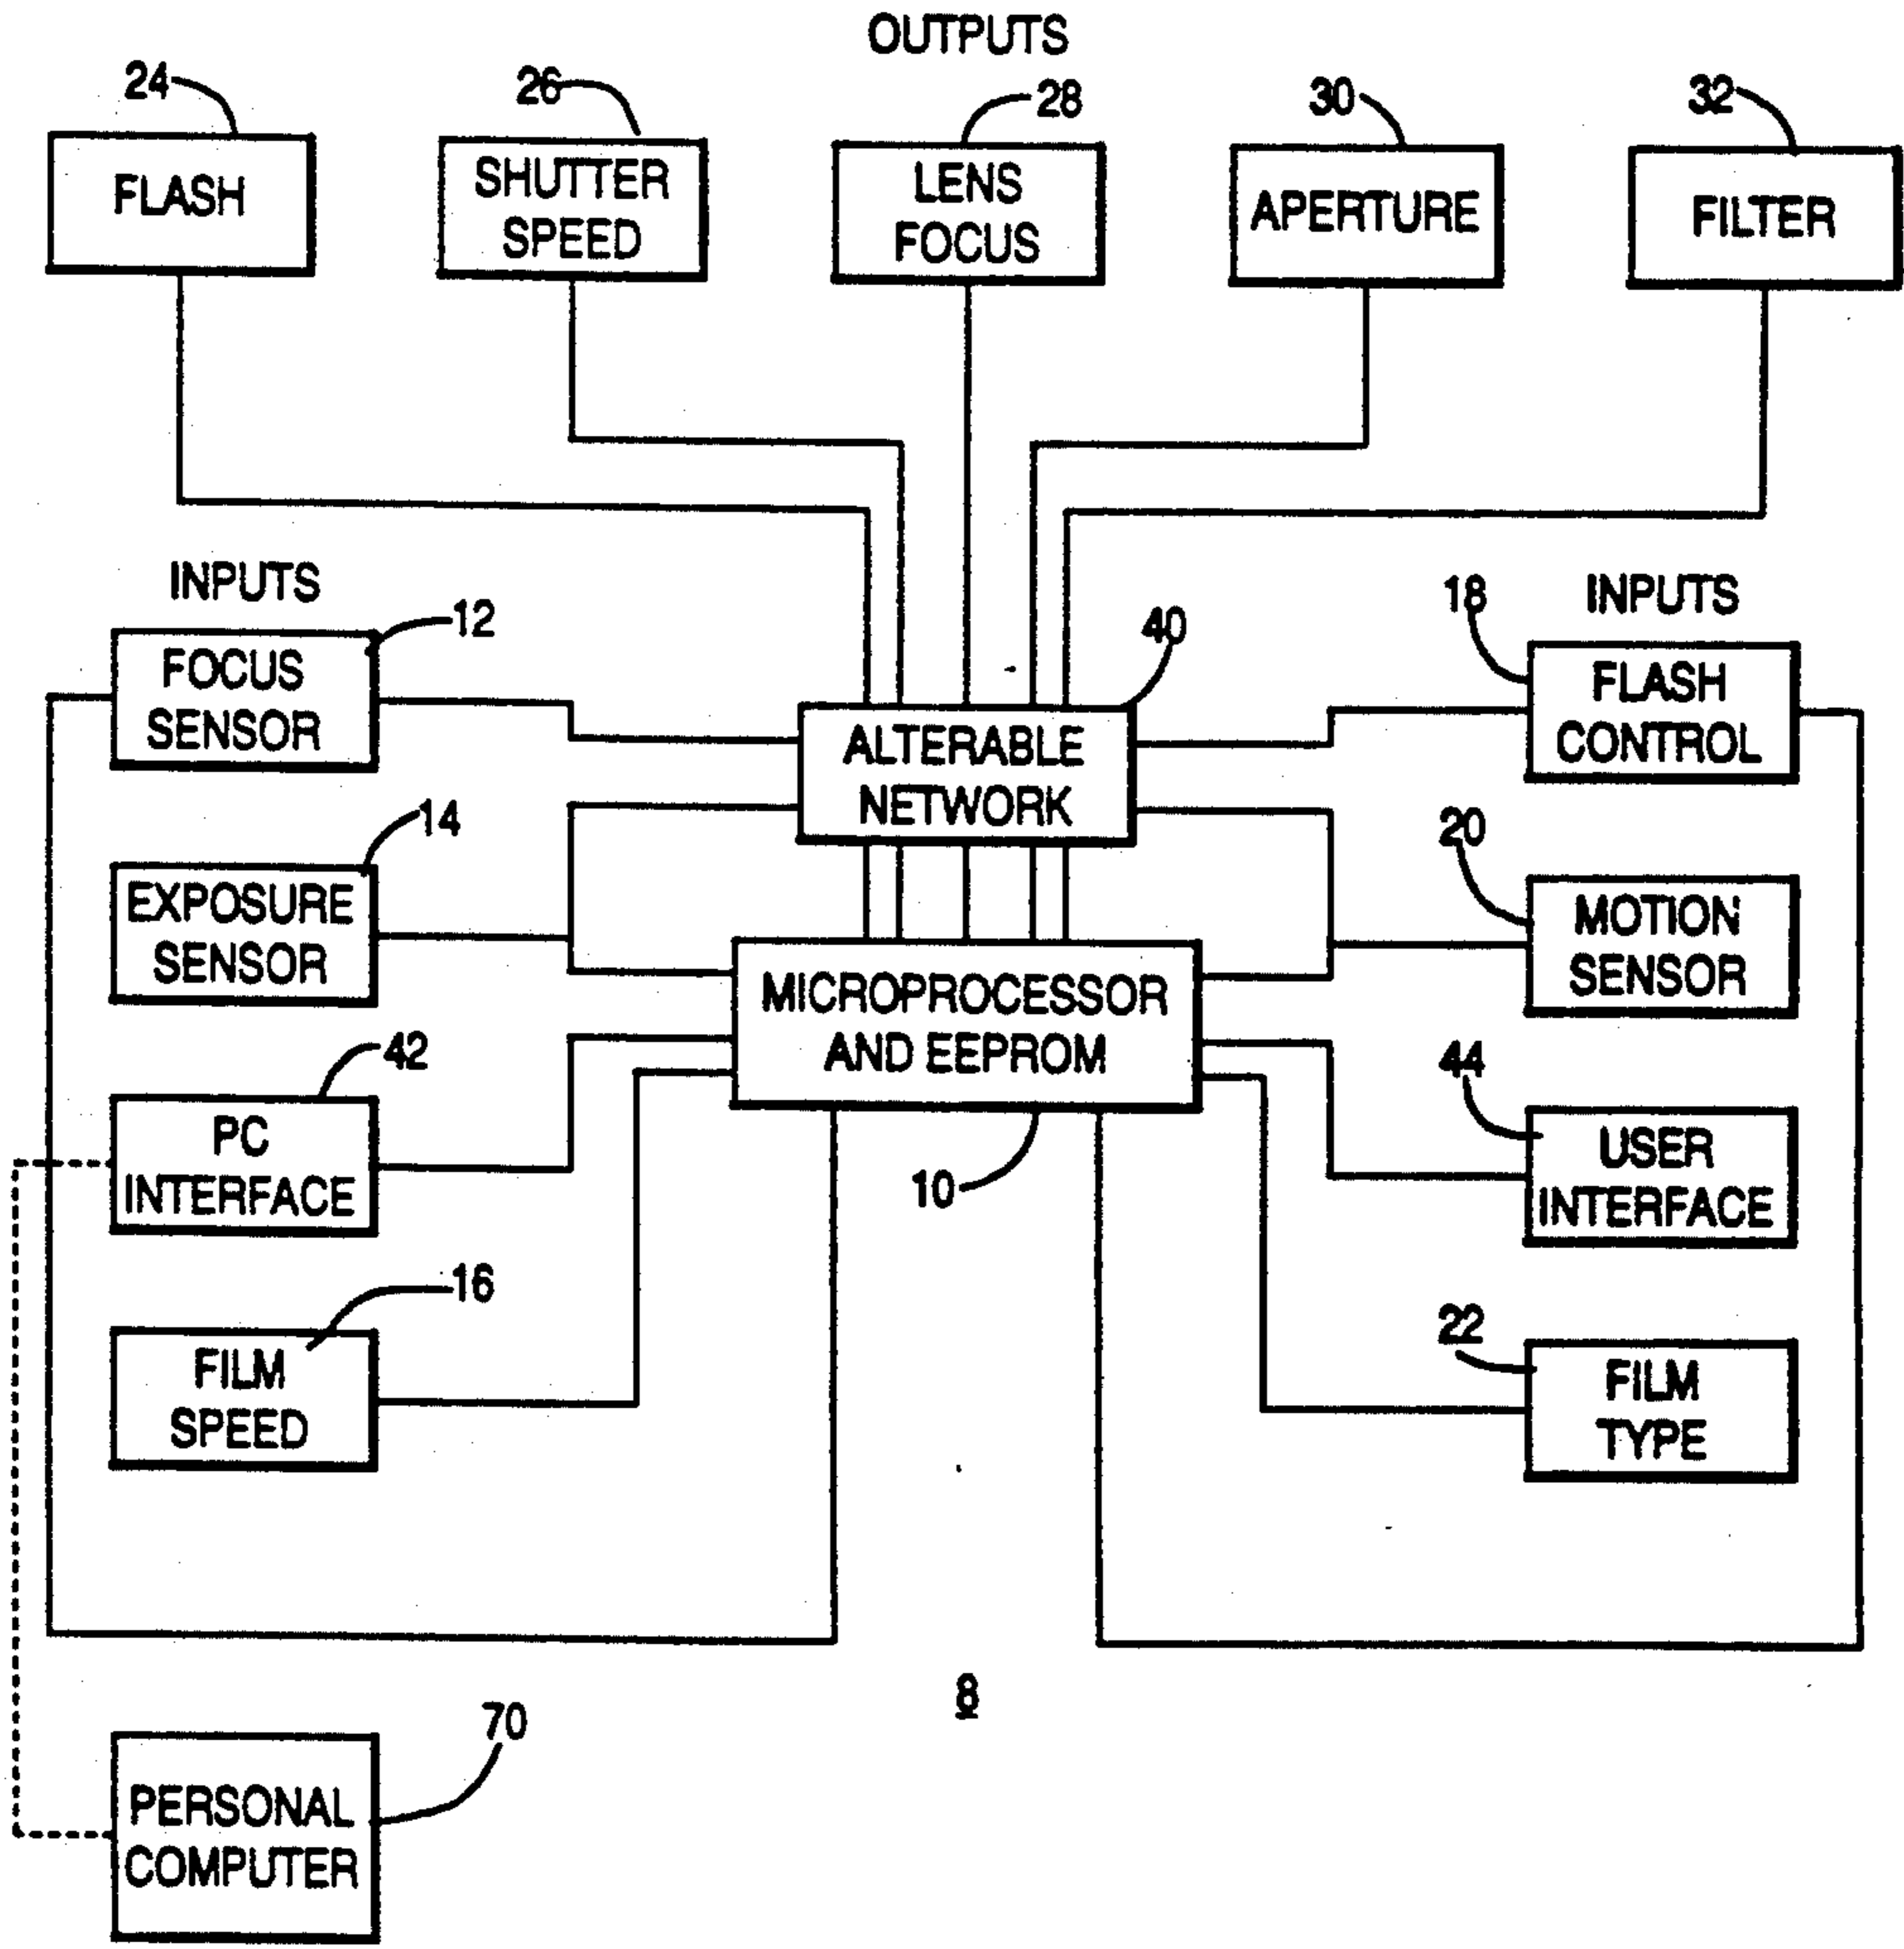 OUTPUTS
24
26
28
30
32
FLASH
SHUTTER
SPEED
LENS
FOCUS
APERTURE
FILTER
INPUTS
12
FOCUS
SENSOR
40
ALTERABLE
NETWORK
18
INPUTS
FLASH
CONTROL
14
EXPOSURE
SENSOR
20
MOTION
SENSOR
MICROPROCESSOR
AND EEPROM
10
42
PC
INTERFACE
44
USER
INTERFACE
16
FILM
SPEED
22
FILM
TYPE
8
70
PERSONAL
COMPUTER